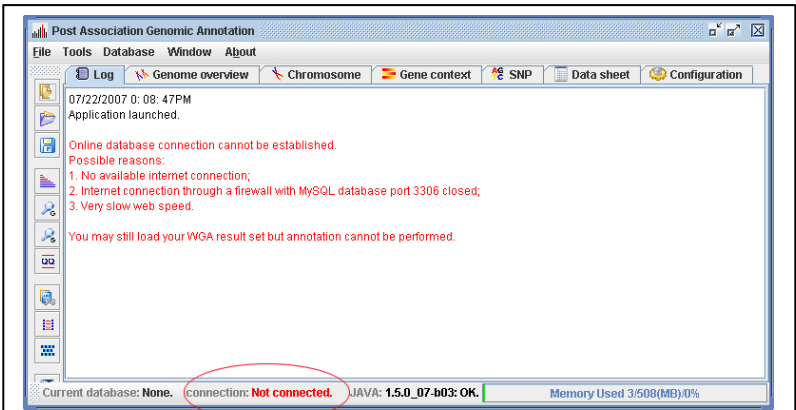 Post Association Genomic Annotation
File Tools Database Window About
Log Genome overview Chromosome Gene context SNP Data sheet Configuration
07/22/2007 0: 08: 47PM
Application launched.
Online database connection cannot be established.
Possible reasons:
1. No available internet connection;
2. Internet connection through a firewall with MySQL database port 3306 closed;
3. Very slow web speed.
You may still load your WGA result set but annotation cannot be performed.
Current database: None. connection: Not connected. JAVA: 1.5.0_07-b03: OK. Memory Used 3/508(MB)/0%